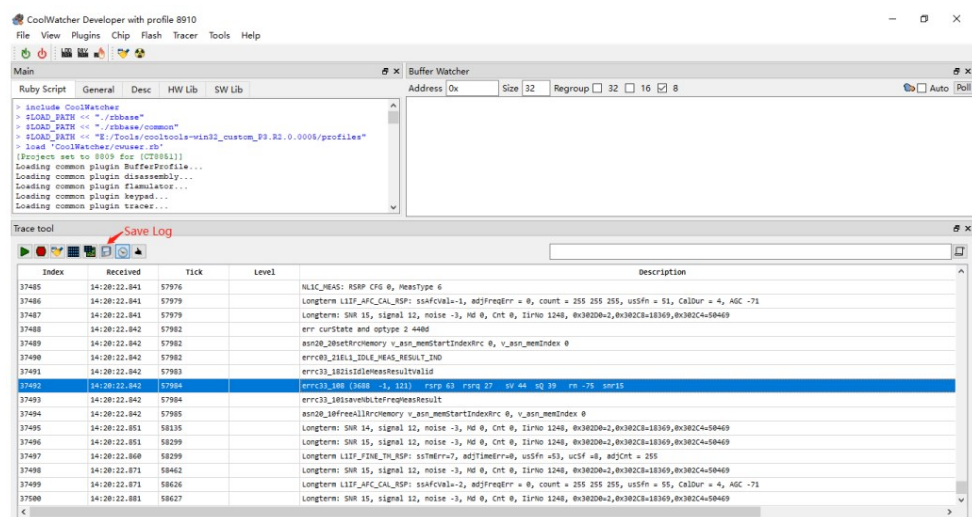 CoolWatcher Developer with profile 8910
File View Plugins Chip Flash Tracer Tools Help
Main
Buffer Watcher
Ruby Script General Desc HW Lib SW Lib
Address 0x Size 32 Regroup 32 16 8 Auto Poll
> include CoolWatcher
> $LOAD_PATH << "./rbbase"
> $LOAD_PATH << "./rbbase/common"
> $LOAD_PATH << "E:/Tools/cooltools-win32_custom_P3.R2.0.0005/profiles"
> load 'CoolWatcher/cwuser.rb'
[Project set to 8809 for [CT8851]]
Loading common plugin BufferProfile...
Loading common plugin disassembly...
Loading common plugin flamulator...
Loading common plugin keypad...
Loading common plugin tracer...
Trace tool
Save Log
Index Received Tick Level Description
37485 14:20:22.841 57976 NL1C_MEAS: RSRP CFG 0, MeasType 6
37486 14:20:22.841 57979 Longterm L1IF_AFC_CAL_RSP: ssAfcVal=-1, adjFreqErr = 0, count = 255 255 255, usSfn = 51, CalDur = 4, AGC -71
37487 14:20:22.841 57979 Longterm: SNR 15, signal 12, noise -3, Md 0, Cnt 0, IirNo 1248, 0x302D0=2,0x302C8=18369,0x302C4=50469
37488 14:20:22.842 57982 err curState and optype 2 440d
37489 14:20:22.842 57982 asn20_20setRrcMemory v_asn_memStartIndexRrc 0, v_asn_memIndex 0
37490 14:20:22.842 57982 errc03_21EL1_IDLE_MEAS_RESULT_IND
37491 14:20:22.842 57983 errc33_182isIdleMeasResultValid
37492 14:20:22.842 57984 errc33_108 (3688 -1, 121) rsrp 63 rsrq 27 sV 44 sQ 39 rn -75 snr15
37493 14:20:22.842 57984 errc33_101saveNbLteFreqMeasResult
37494 14:20:22.842 57985 asn20_10freeAllRrcMemory v_asn_memStartIndexRrc 0, v_asn_memIndex 0
37495 14:20:22.851 58135 Longterm: SNR 14, signal 12, noise -3, Md 0, Cnt 0, IirNo 1248, 0x302D0=2,0x302C8=18369,0x302C4=50469
37496 14:20:22.851 58299 Longterm: SNR 15, signal 12, noise -3, Md 0, Cnt 0, IirNo 1248, 0x302D0=2,0x302C8=18369,0x302C4=50469
37497 14:20:22.860 58299 Longterm L1IF_FINE_TM_RSP: ssTmErr=7, adjTimeErr=0, usSfn =53, ucSf =8, adjCnt = 255
37498 14:20:22.871 58462 Longterm: SNR 15, signal 12, noise -3, Md 0, Cnt 0, IirNo 1248, 0x302D0=2,0x302C8=18369,0x302C4=50469
37499 14:20:22.871 58626 Longterm L1IF_AFC_CAL_RSP: ssAfcVal=-2, adjFreqErr = 0, count = 255 255 255, usSfn = 55, CalDur = 4, AGC -71
37500 14:20:22.881 58627 Longterm: SNR 15, signal 12, noise -3, Md 0, Cnt 0, IirNo 1248, 0x302D0=2,0x302C8=18369,0x302C4=50469